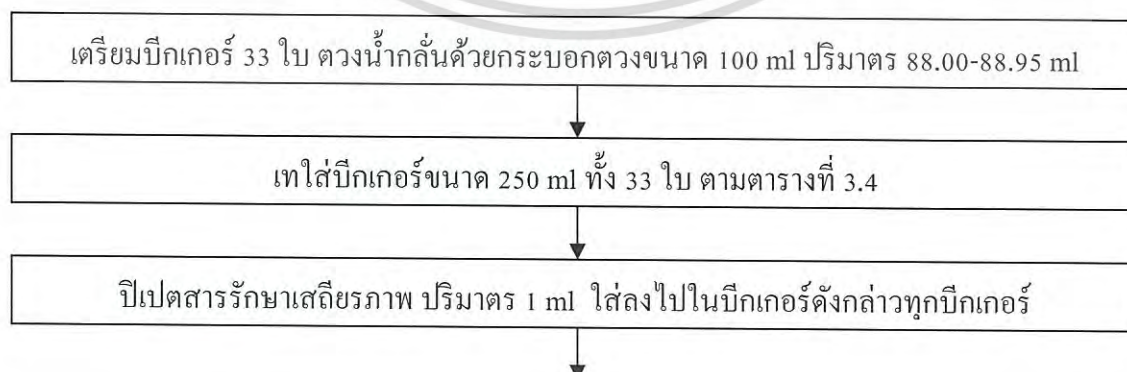 เตรียมบีกเกอร์ 33 ใบ ตวงน้ำกลั่นด้วยกระบอกตวงขนาด 100 ml ปริมาตร 88.00-88.95 ml
เทใส่บีกเกอร์ขนาด 250 ml ทั้ง 33 ใบ ตามตารางที่ 3.4
ปิเปตสารรักษาเสถียรภาพ ปริมาตร 1 ml ใส่ลงไปในบีกเกอร์ดังกล่าวทุกบีกเกอร์